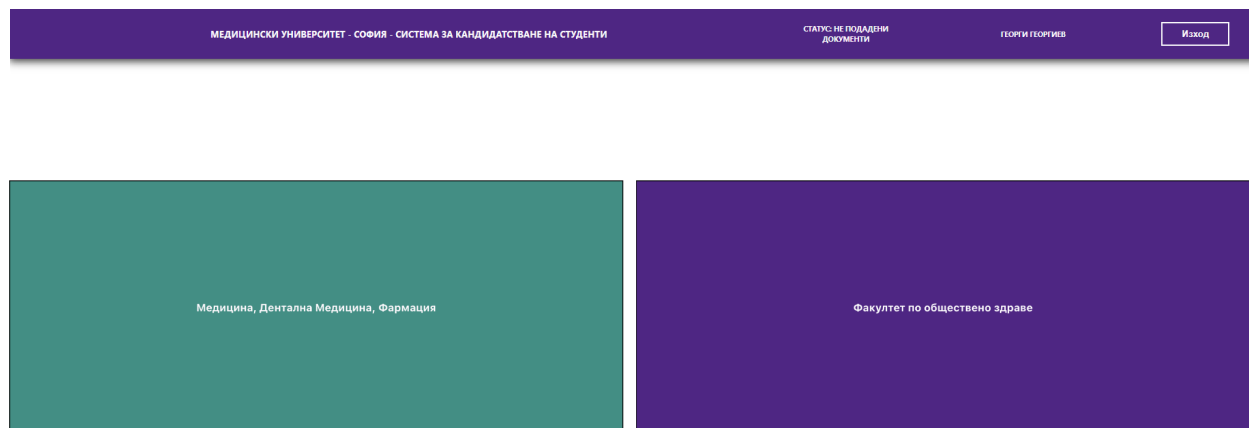 МЕДИЦИНСКИ УНИВЕРСИТЕТ - СОФИЯ - СИСТЕМА ЗА КАНДИДАТСТВАНЕ НА СТУДЕНТИ
СТАТУС: НЕ ПОДАДЕНИ
ДОКУМЕНТИ
ГЕОРГИ ГЕОРГИЕВ
Изход
Медицина, Дентална Медицина, Фармация
Факултет по обществено здраве